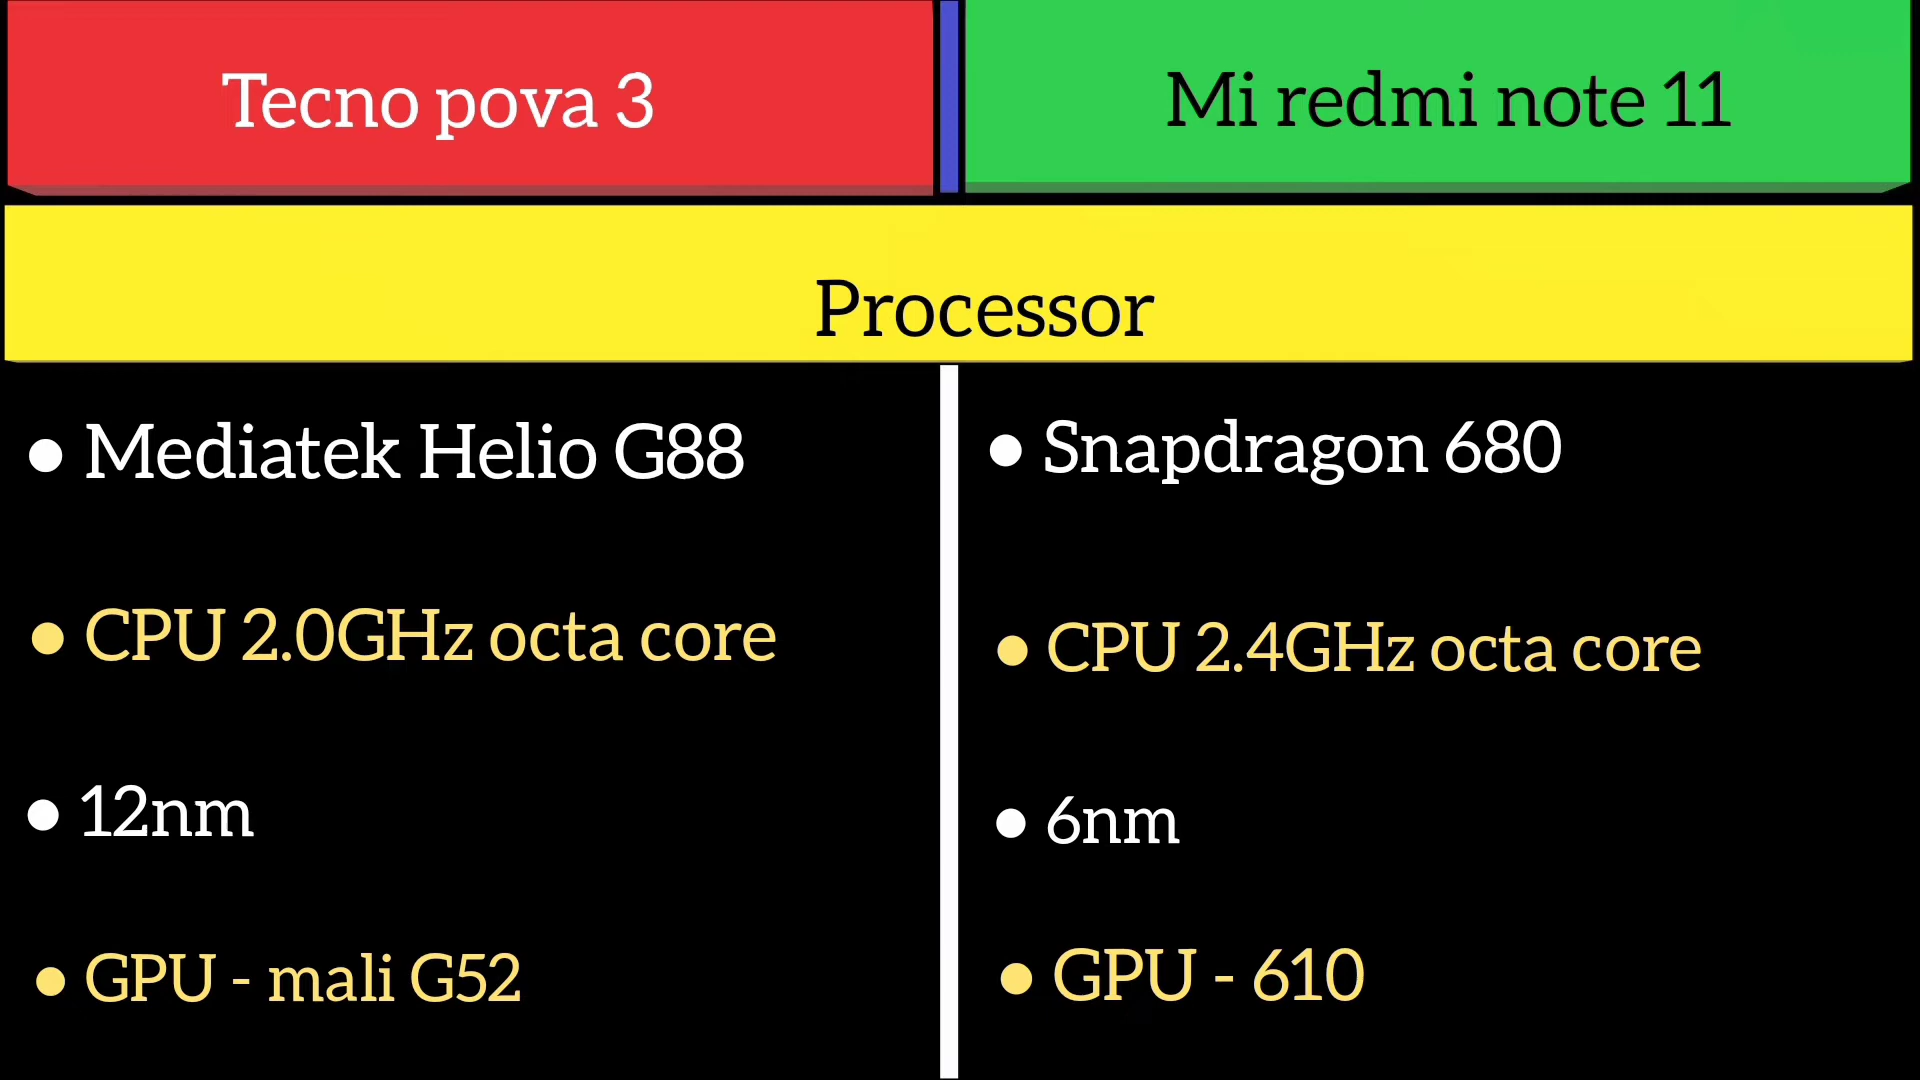 Tecno pova 3
Mi redmi note 11
Processor
• Mediatek Helio G88
• CPU 2.0GHz octa core
• 12nm
• GPU - mali G52
• Snapdragon 680
• CPU 2.4GHz octa core
• 6nm
• GPU - 610